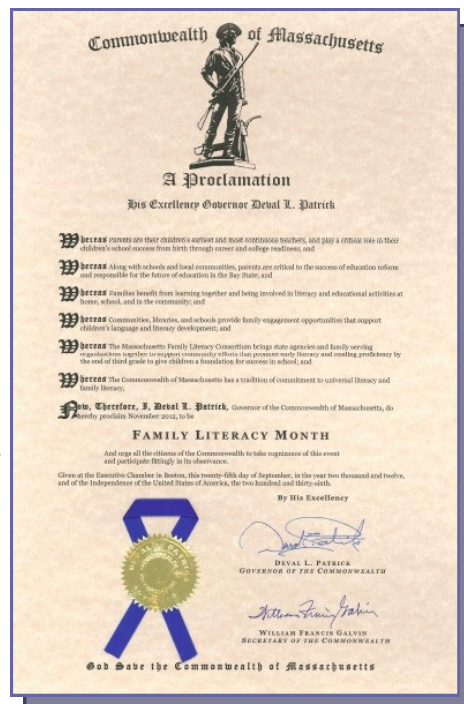 Commonwealth of Massachusetts
A Proclamation
His Excellency Governor Deval L. Patrick
Whereas Parents are their children's earliest and most continuous teachers, and play a critical role in their
children's school success from birth through career and college readiness; and
Whereas Along with schools and local communities, parents are critical to the success of education reform
and responsible for the future of education in the Bay State; and
Whereas Families benefit from learning together and being involved in literacy and educational activities at
home, school, and in the community; and
Whereas Communities, libraries, and schools provide family engagement opportunities that support
children's language and literacy development; and
Whereas The Massachusetts Family Literacy Consortium brings state agencies and family serving
organizations together to support community efforts that promote early literacy and reading proficiency by
the end of third grade to give children a foundation for success in school; and
Whereas The Commonwealth of Massachusetts has a tradition of commitment to universal literacy and
family literacy,
Now, Therefore, I, Deval L. Patrick, Governor of the Commonwealth of Massachusetts, do
hereby proclaim November 2012, to be
FAMILY LITERACY MONTH
And urge all the citizens of the Commonwealth to take cognizance of this event
and participate fittingly in its observance.
Given at the Executive Chamber in Boston, this twenty-fifth day of September, in the year two thousand and twelve,
and of the Independence of the United States of America, the two hundred and thirty-sixth.
By His Excellency
DEVAL L. PATRICK
GOVERNOR OF THE COMMONWEALTH
William Francis Galvin
WILLIAM FRANCIS GALVIN
SECRETARY OF THE COMMONWEALTH
God Save the Commonwealth of Massachusetts